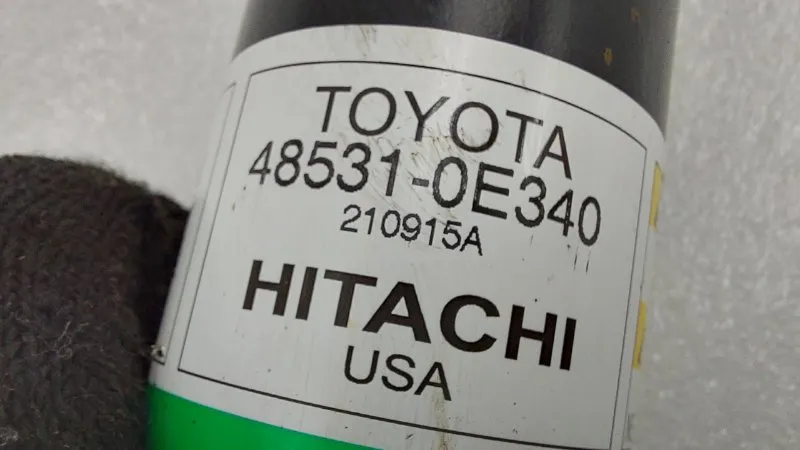 TOYOTA
48531-0E340
210915A
HITACHI
USA